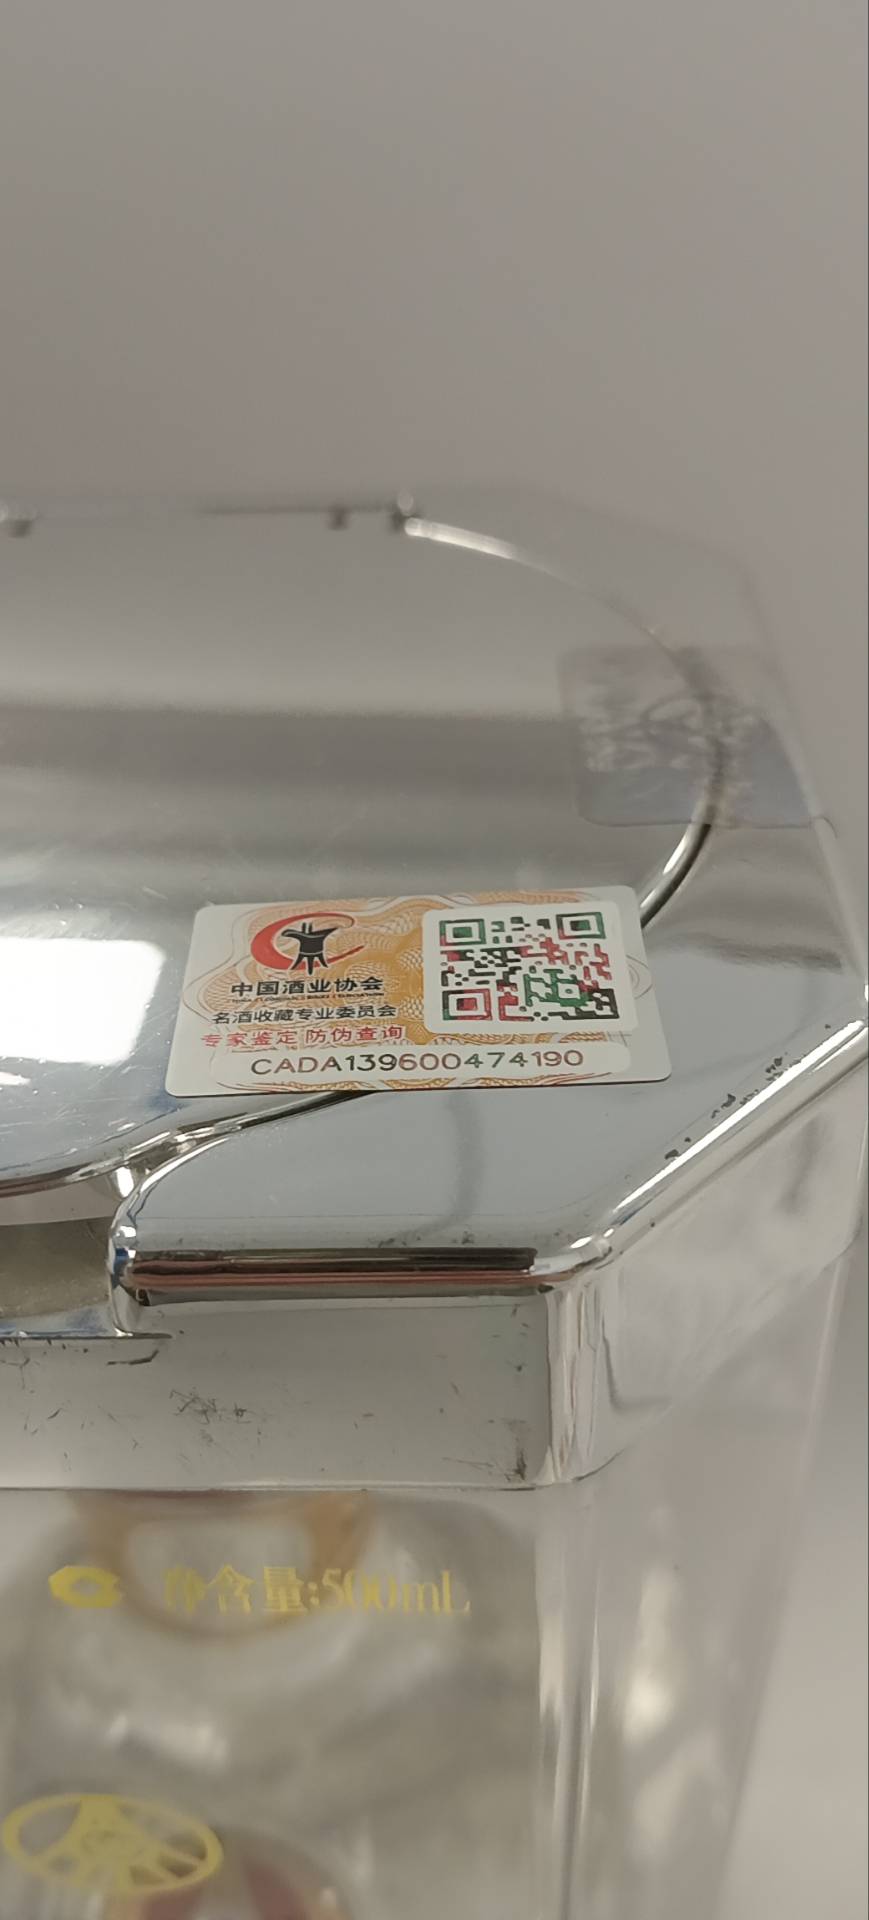 中国酒业协会
名酒收藏专业委员会
专家鉴定 防伪查询
CADA139600474190
净含量:500mL